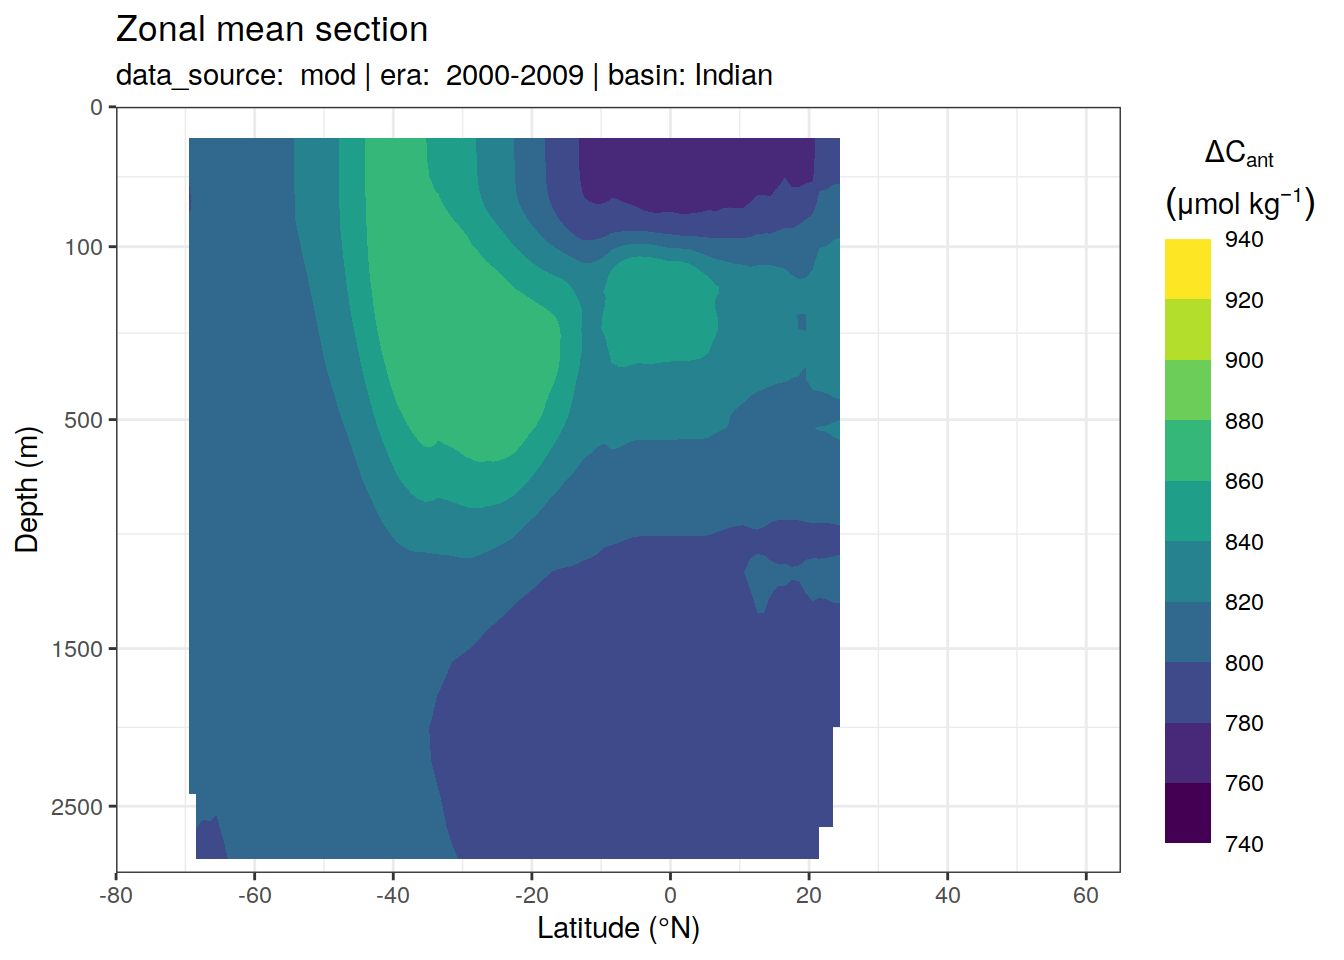 Zonal mean section
data_source:  mod | era:  2000-2009 | basin: Indian
ΔC_ant
(μmol kg⁻¹)
940
920
900
880
860
840
820
800
780
760
740
Depth (m)
0
100
500
1500
2500
-80 -60 -40 -20 0 20 40 60
Latitude (°N)